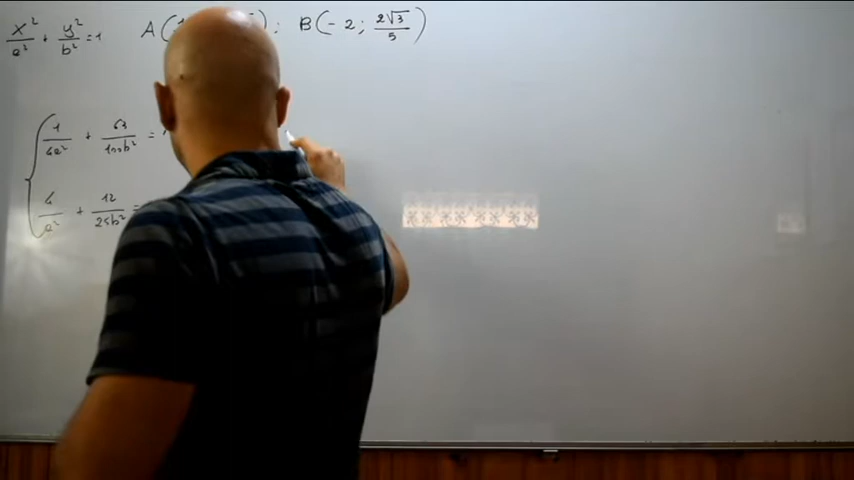 x²/a² + y²/b² = 1 A( ); B(-2; 2√3/5)
1/4a² + 63/100b² =
4/a² + 12/25b² =